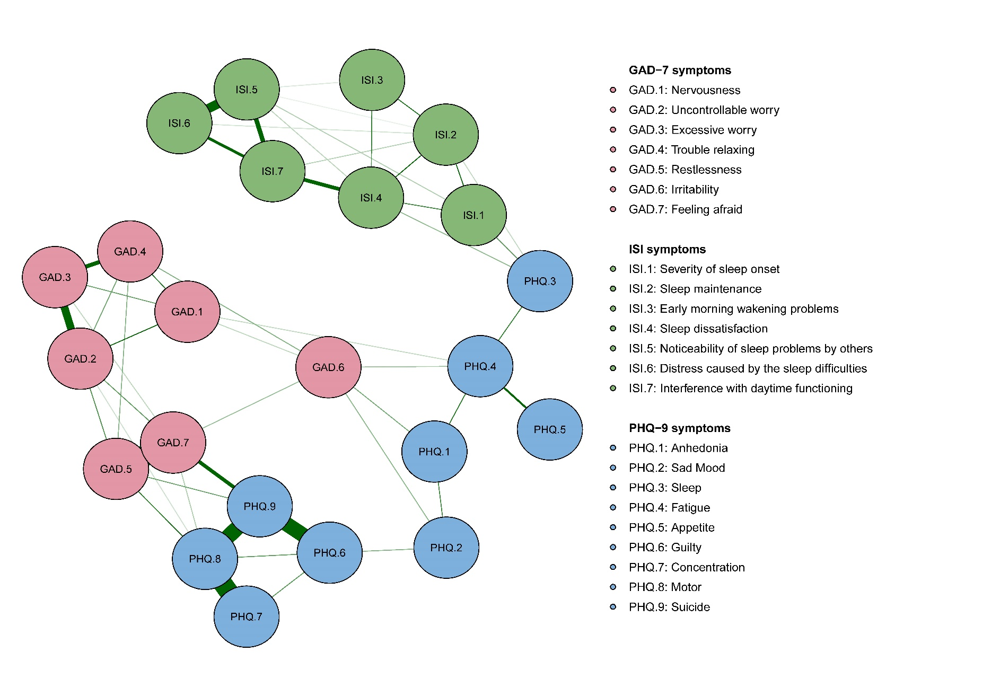 ISI.3
ISI.5
ISI.6
ISI.2
ISI.7
ISI.4
ISI.1
GAD.4
GAD.3
PHQ.3
GAD.1
GAD.2
GAD.6
PHQ.4
PHQ.5
GAD.7
PHQ.1
GAD.5
PHQ.9
PHQ.2
PHQ.6
PHQ.8
PHQ.7
GAD−7 symptoms
GAD.1: Nervousness
GAD.2: Uncontrollable worry
GAD.3: Excessive worry
GAD.4: Trouble relaxing
GAD.5: Restlessness
GAD.6: Irritability
GAD.7: Feeling afraid
ISI symptoms
ISI.1: Severity of sleep onset
ISI.2: Sleep maintenance
ISI.3: Early morning wakening problems
ISI.4: Sleep dissatisfaction
ISI.5: Noticeability of sleep problems by others
ISI.6: Distress caused by the sleep difficulties
ISI.7: Interference with daytime functioning
PHQ−9 symptoms
PHQ.1: Anhedonia
PHQ.2: Sad Mood
PHQ.3: Sleep
PHQ.4: Fatigue
PHQ.5: Appetite
PHQ.6: Guilty
PHQ.7: Concentration
PHQ.8: Motor
PHQ.9: Suicide